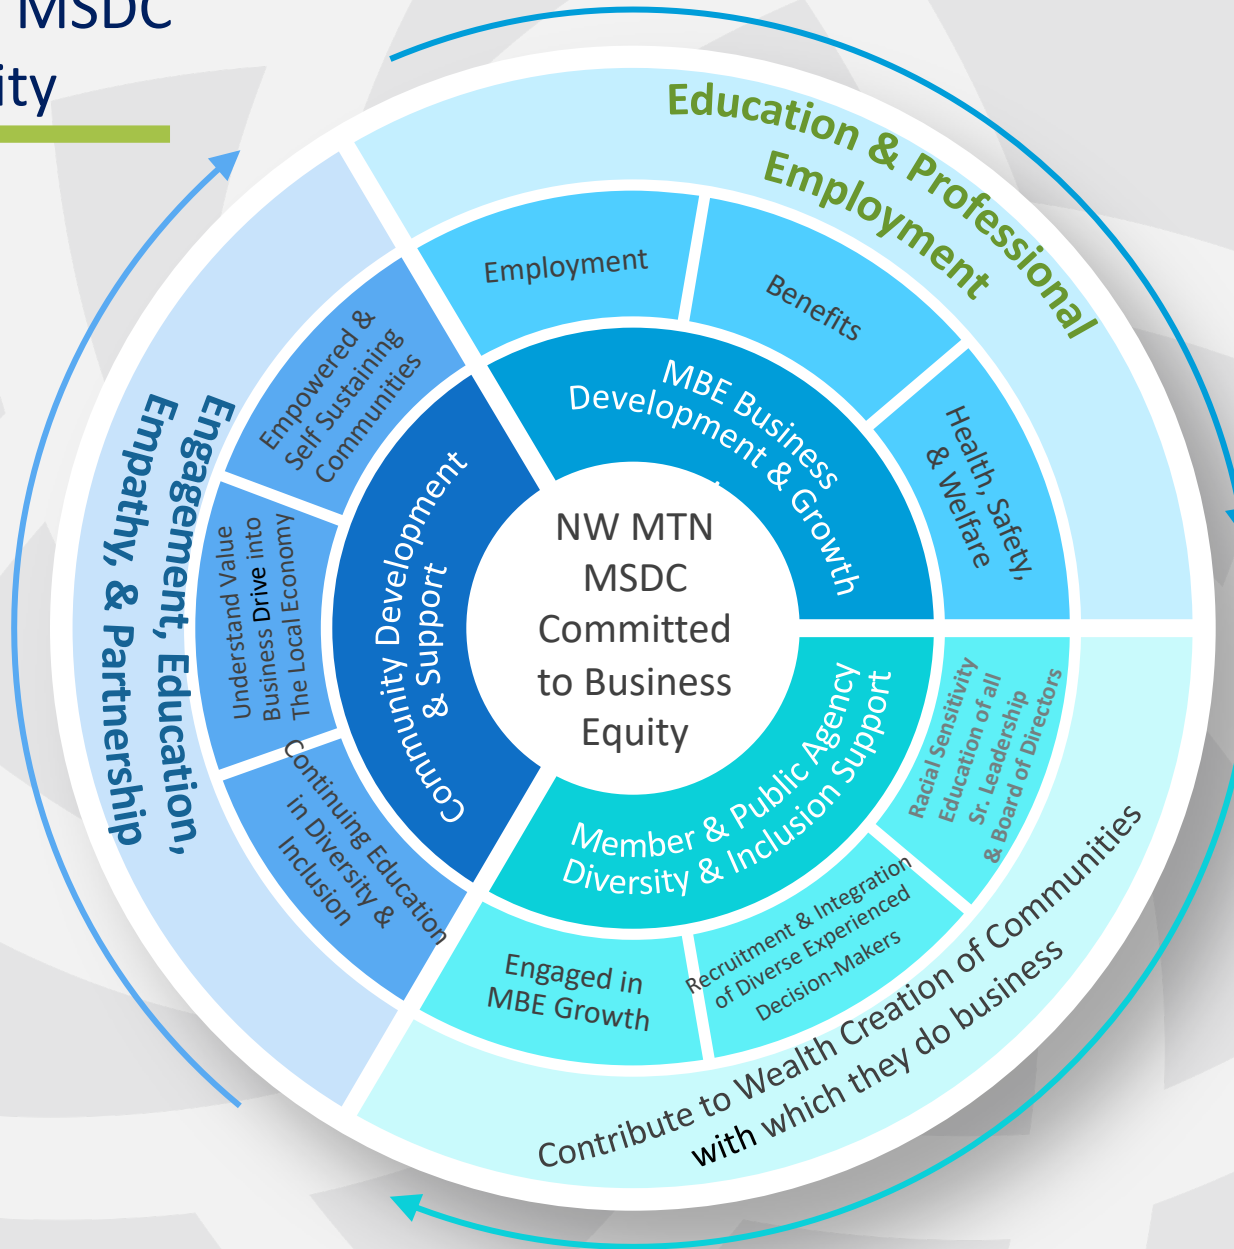 MSDC
ity
Education & Professional
Employment
Employment
Benefits
Health, Safety,
& Welfare
MBE Business
Development & Growth
NW MTN
MSDC
Committed
to Business
Equity
Member & Public Agency
Diversity & Inclusion Support
Racial Sensitivity
Education of all
Sr. Leadership
& Board of Directors
Recruitment & Integration
of Diverse Experienced
Decision-Makers
Engaged in
MBE Growth
Contribute to Wealth Creation of Communities
with which they do business
Community Development
& Support
Continuing Education
in Diversity &
Inclusion
Understand Value
Business Drive into
The Local Economy
Empowered &
Self Sustaining
Communities
Engagement, Education,
Empathy, & Partnership